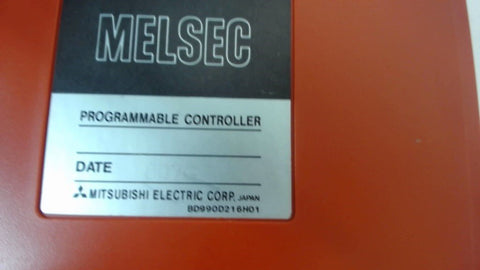 MELSEC
PROGRAMMABLE CONTROLLER
DATE
MITSUBISHI ELECTRIC CORP. JAPAN
BD990D216H01